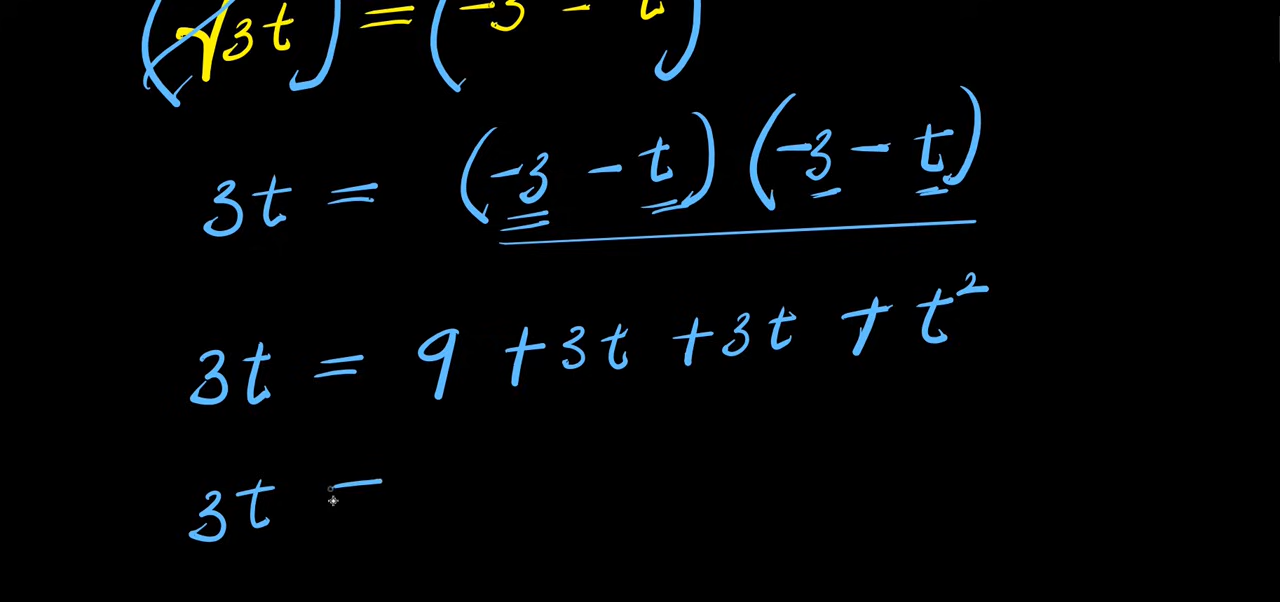 (√3t) = (-3 - t)
3t = (-3 - t) (-3 - t)
3t = 9 + 3t + 3t + t²
3t =